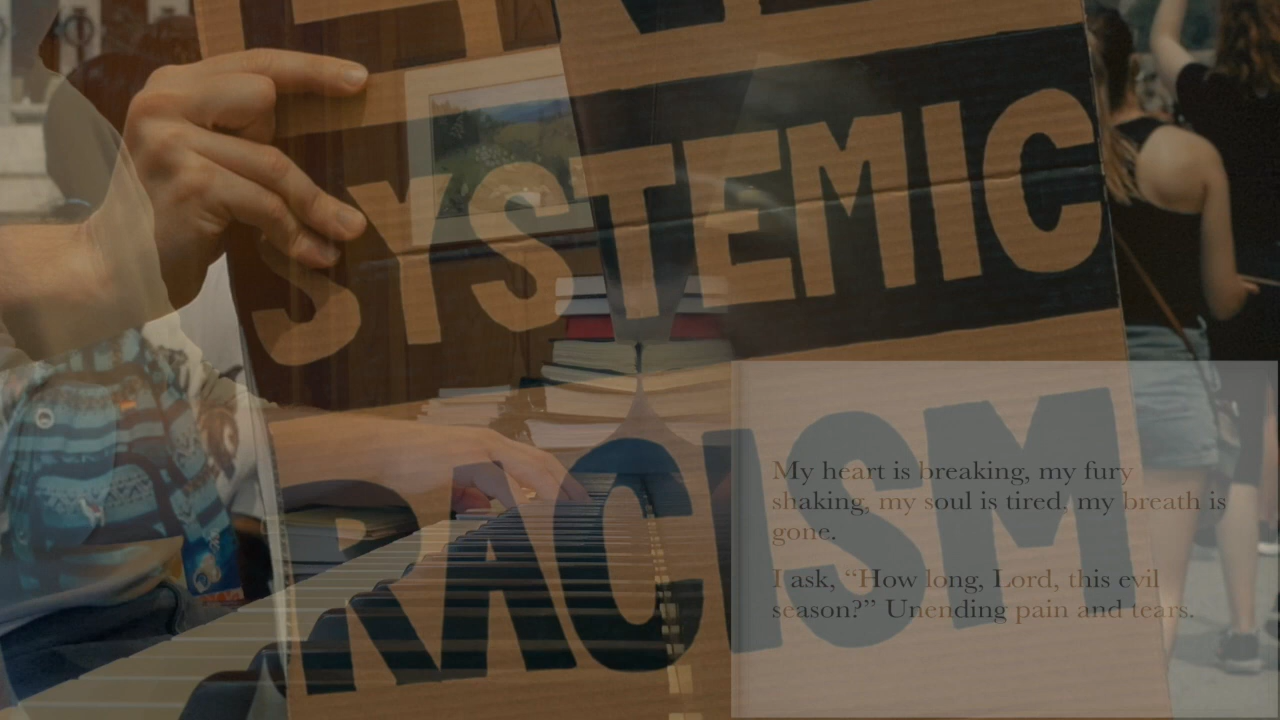 SYSTEMIC
RACISM
My heart is breaking, my fury
shaking, my soul is tired. my breath is
gone.
I ask, “How long, Lord, this evil
season?” Unending pain and tears.